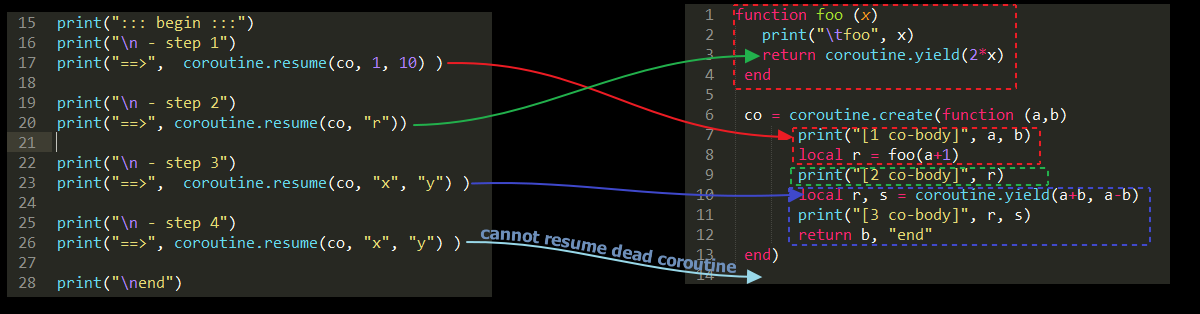 15 print("::: begin :::")
16 print("\n - step 1")
17 print("==>",  coroutine.resume(co, 1, 10) )
18
19 print("\n - step 2")
20 print("==>", coroutine.resume(co, "r"))
21
22 print("\n - step 3")
23 print("==>",  coroutine.resume(co, "x", "y") )
24
25 print("\n - step 4")
26 print("==>", coroutine.resume(co, "x", "y") )
27
28 print("\nend")
cannot resume dead coroutine
1 function foo (x)
2 print("\tfoo", x)
3 return coroutine.yield(2*x)
4 end
5
6 co = coroutine.create(function (a,b)
7 print("[1 co-body]", a, b)
8 local r = foo(a+1)
9 print("[2 co-body]", r)
10 local r, s = coroutine.yield(a+b, a-b)
11 print("[3 co-body]", r, s)
12 return b, "end"
13 end)
14